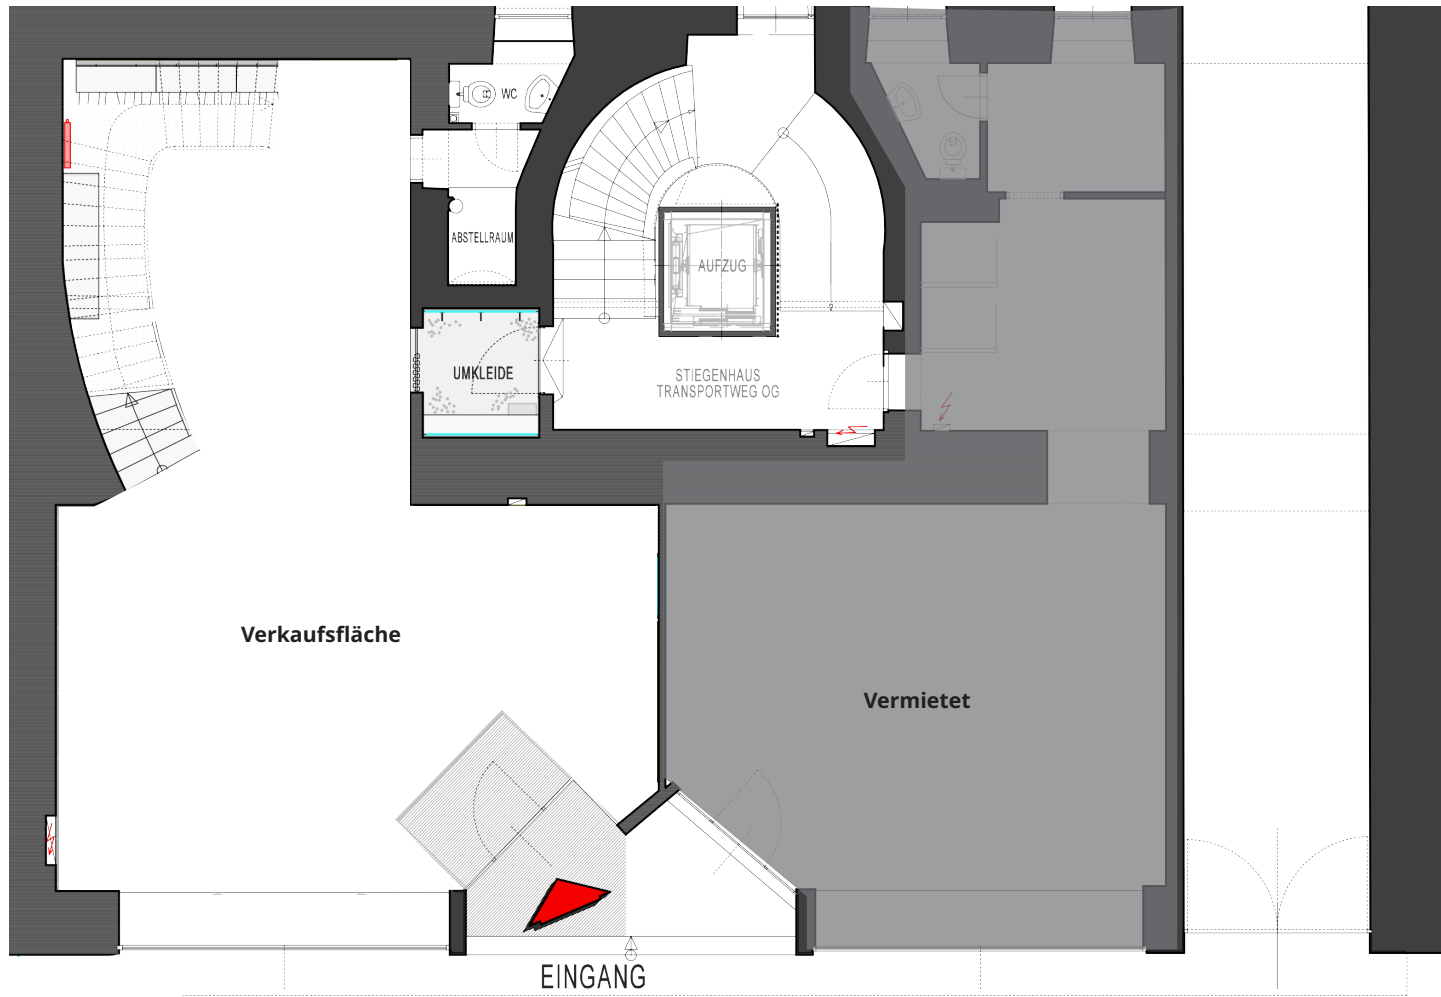 WC
ABSTELLRAUM
AUFZUG
UMKLEIDE
STIEGENHAUS
TRANSPORTWEG OG
Verkaufsfläche
Vermietet
EINGANG